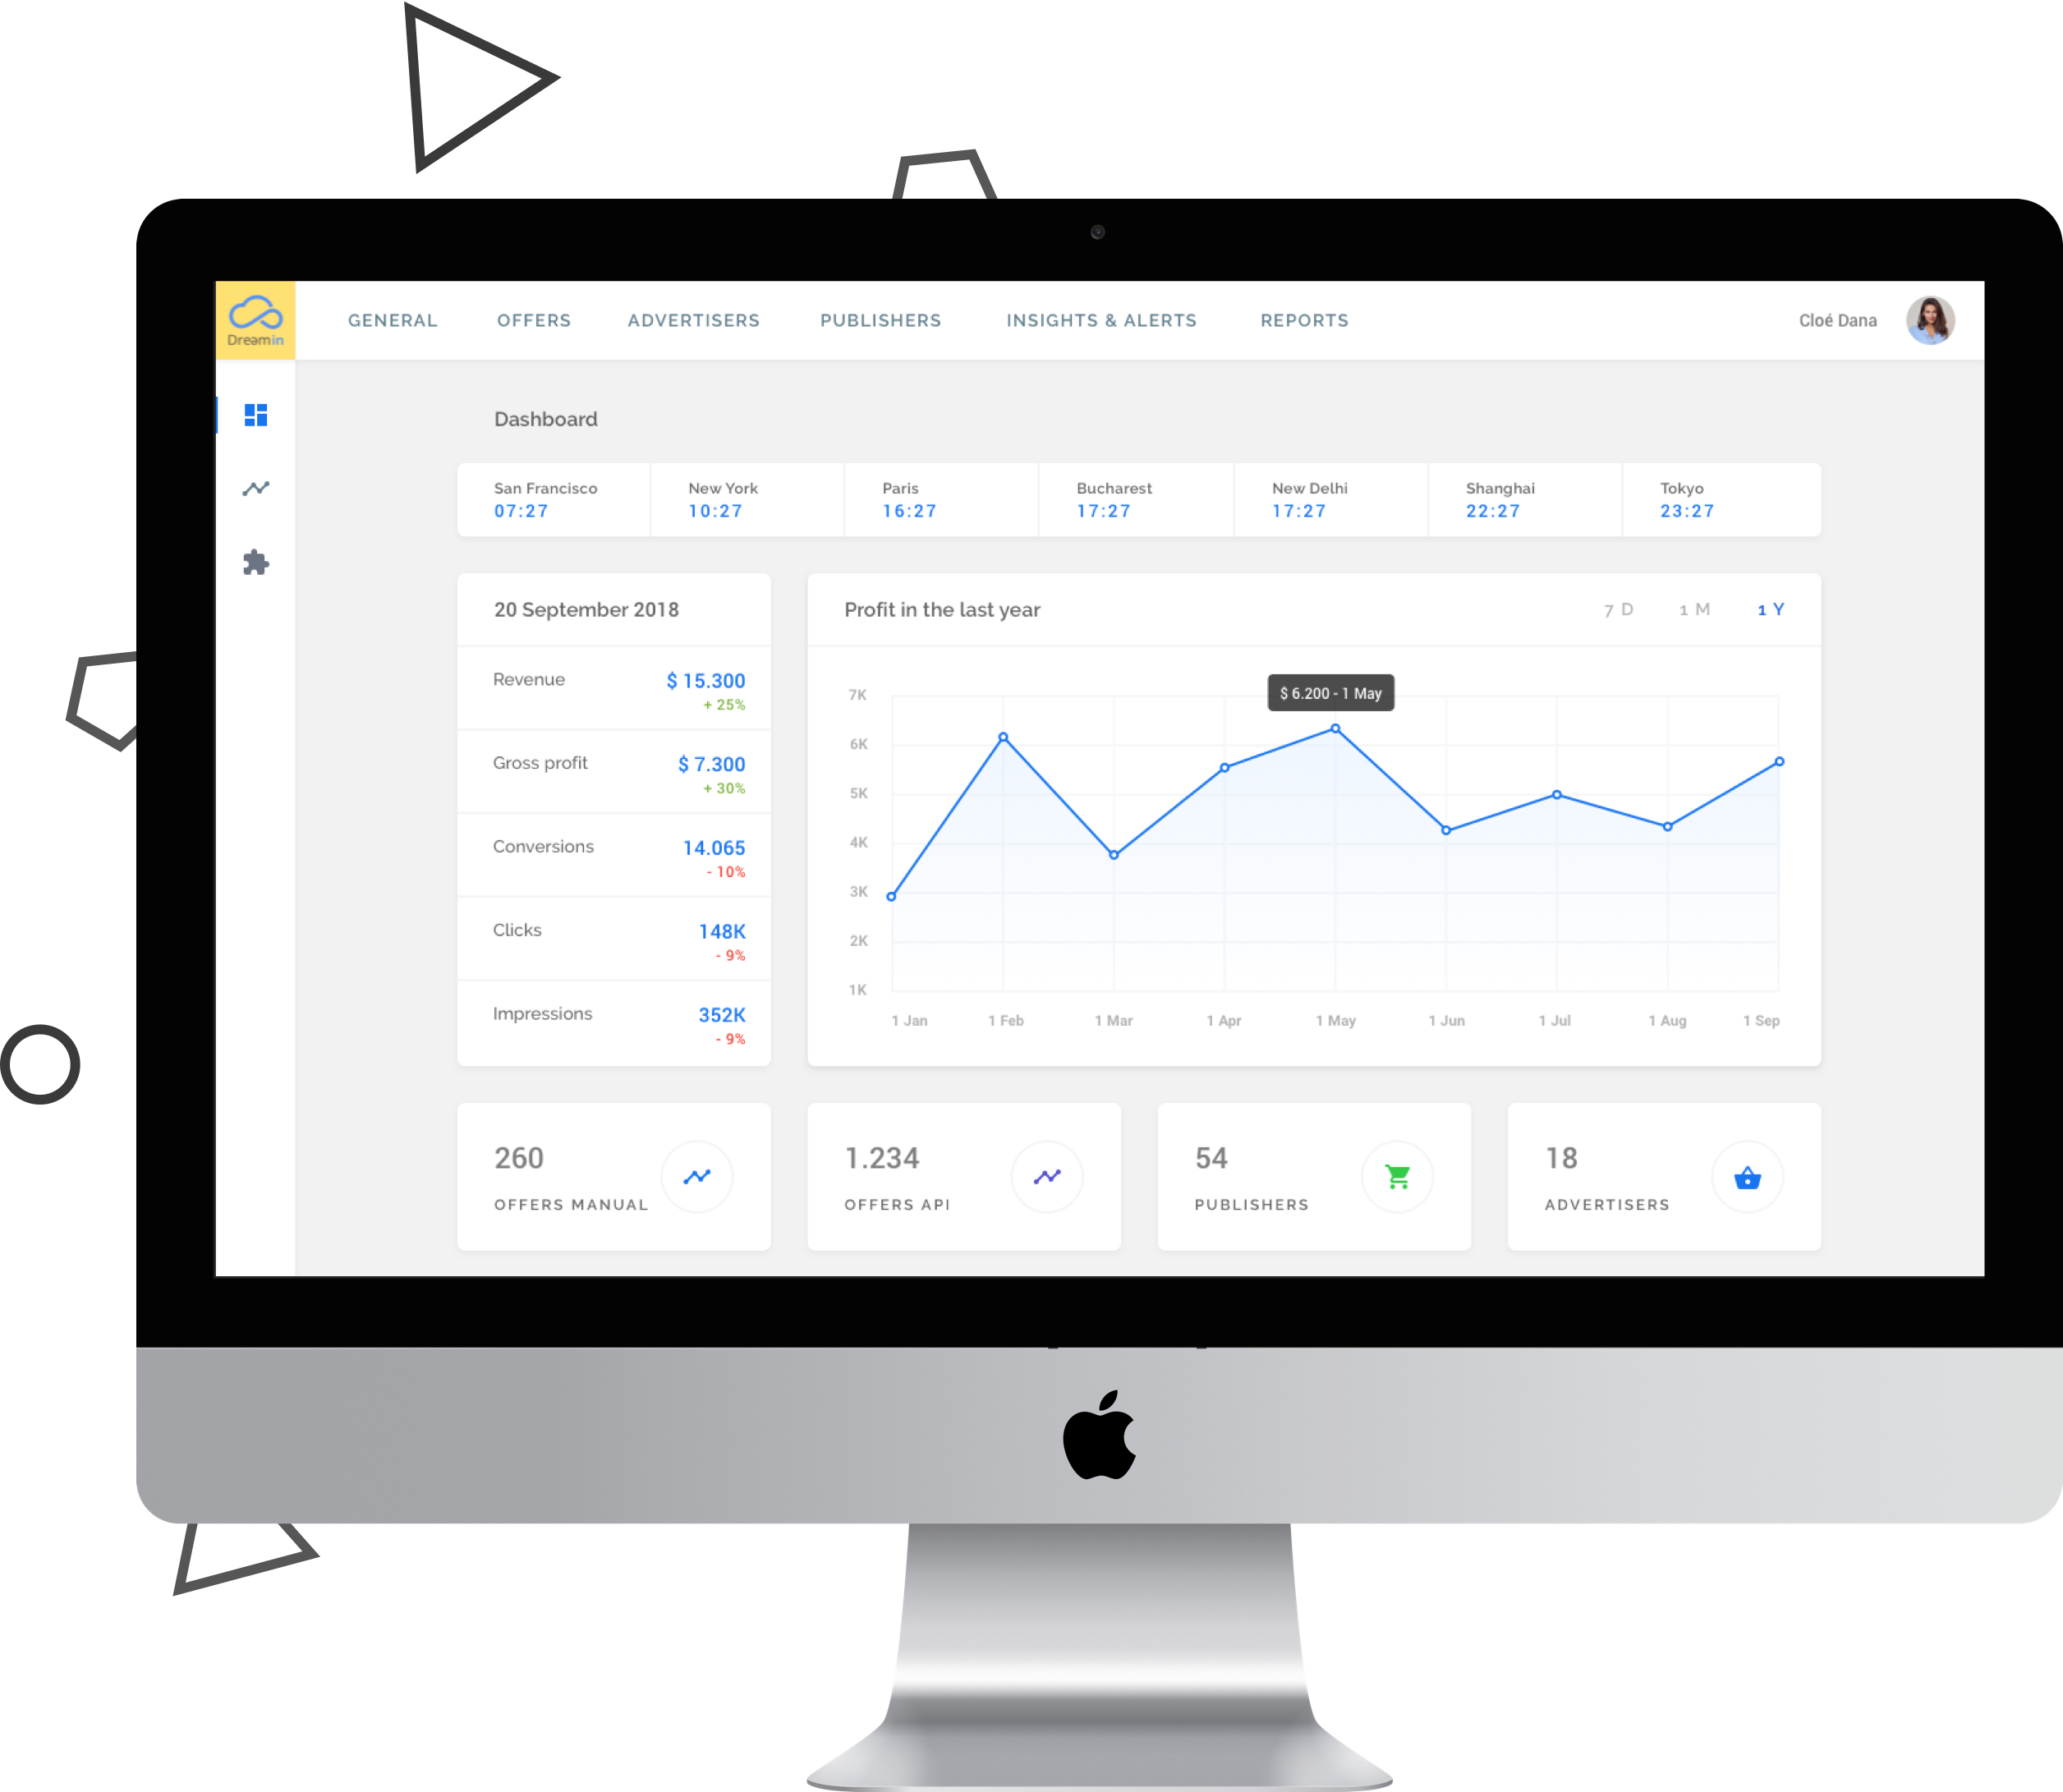 Dreamin
GENERAL OFFERS ADVERTISERS PUBLISHERS INSIGHTS & ALERTS REPORTS Cloé Dana
Dashboard
San Francisco New York Paris Bucharest New Delhi Shanghai Tokyo
07:27 10:27 16:27 17:27 17:27 22:27 23:27
20 September 2018
Revenue $ 15.300
+ 25%
Gross profit $ 7.300
+ 30%
Conversions 14.065
- 10%
Clicks 148K
- 9%
Impressions 352K
- 9%
Profit in the last year 7 D 1 M 1 Y
$ 6.200 - 1 May
7K
6K
5K
4K
3K
2K
1K
1 Jan 1 Feb 1 Mar 1 Apr 1 May 1 Jun 1 Jul 1 Aug 1 Sep
260
OFFERS MANUAL
1.234
OFFERS API
54
PUBLISHERS
18
ADVERTISERS